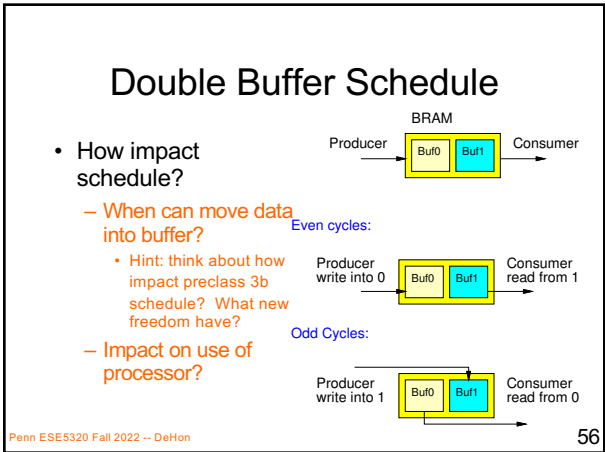 Double Buffer Schedule
• How impact
schedule?
– When can move data
into buffer?
• Hint: think about how
impact preclass 3b
schedule? What new
freedom have?
– Impact on use of
processor?
BRAM
Producer
Buf0
Buf1
Consumer
Even cycles:
Producer
write into 0
Buf0
Buf1
Consumer
read from 1
Odd Cycles:
Producer
write into 1
Buf0
Buf1
Consumer
read from 0
Penn ESE5320 Fall 2022 -- DeHon
56